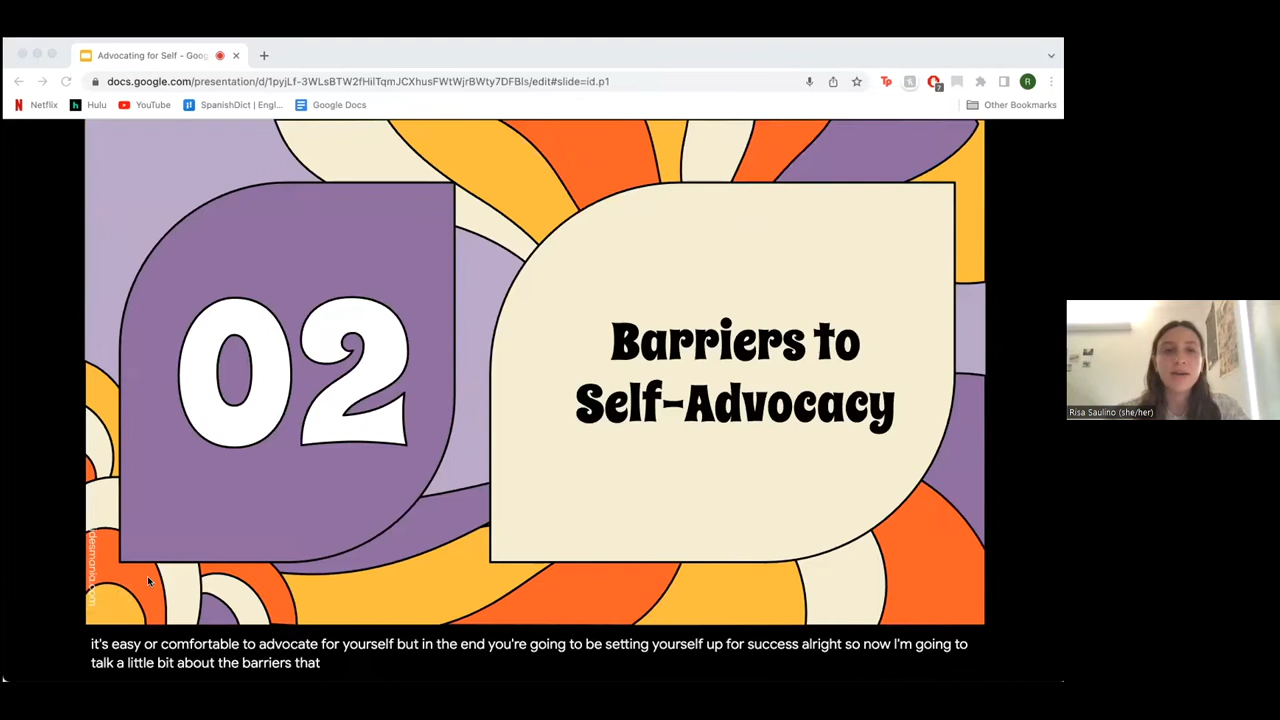 Advocating for Self - Goog
docs.google.com/presentation/d/1pyjLf-3WLsBTW2fHilTqmJCXhusFWtWjrBWty7DFBls/edit#slide=id.p1
Tp
7
R
N Netflix
h Hulu
YouTube
SpanishDict | Engl...
Google Docs
Other Bookmarks
02
Barriers to
Self-Advocacy
Risa Saulino (she/her)
it's easy or comfortable to advocate for yourself but in the end you're going to be setting yourself up for success alright so now I'm going to
talk a little bit about the barriers that